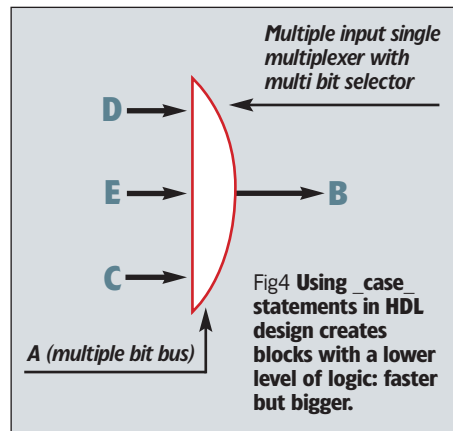 Multiple input single
multiplexer with
multi bit selector
D
E
B
C
Fig4 Using _case_
statements in HDL
design creates
blocks with a lower
level of logic: faster
but bigger.
A (multiple bit bus)